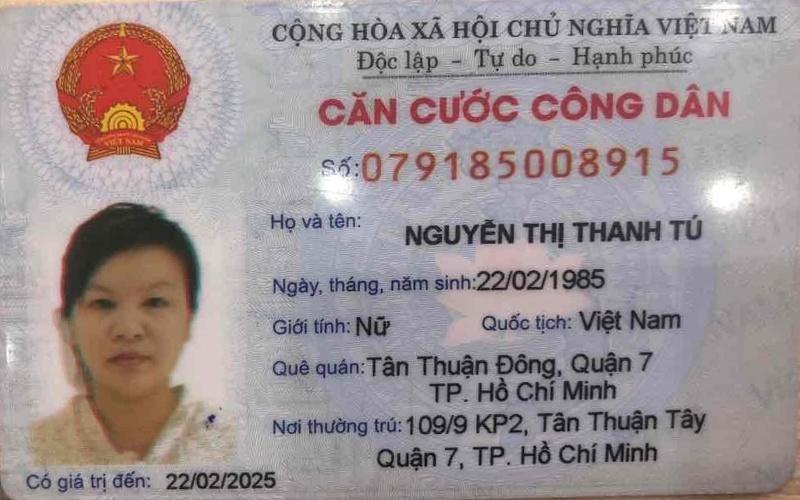 CỘNG HÒA XÃ HỘI CHỦ NGHĨA VIỆT NAM
Độc lập - Tự do - Hạnh phúc
CĂN CƯỚC CÔNG DÂN
Số: 079185008915
Họ và tên: NGUYỄN THỊ THANH TÚ
Ngày, tháng, năm sinh: 22/02/1985
Giới tính: Nữ Quốc tịch: Việt Nam
Quê quán: Tân Thuận Đông, Quận 7
TP. Hồ Chí Minh
Nơi thường trú: 109/9 KP2, Tân Thuận Tây
Quận 7, TP. Hồ Chí Minh
Có giá trị đến: 22/02/2025
VIỆT NAM